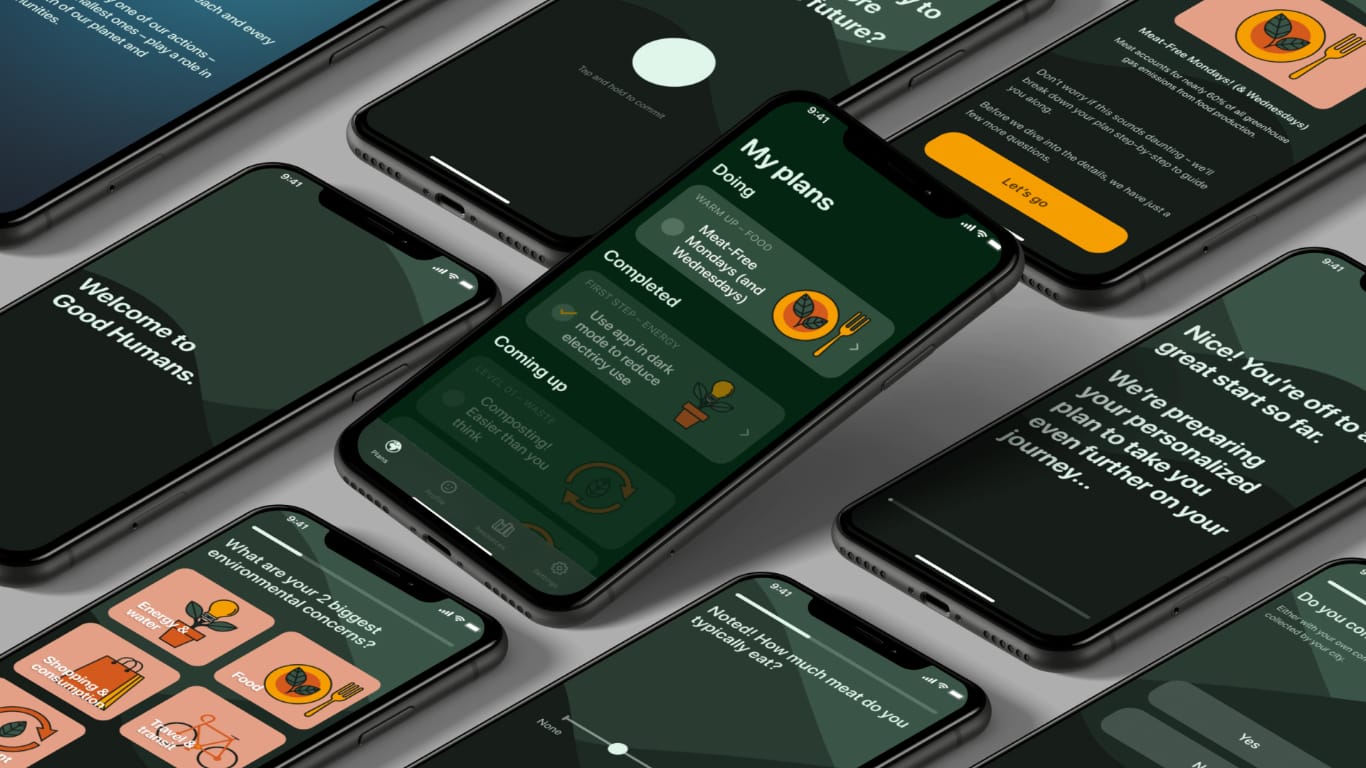 one of our actions –
smallest ones – play a role in
of our planet and
each and every
future?
Tap and hold to commit
Meat-Free Mondays! (& Wednesdays)
Meat accounts for nearly 60% of all greenhouse
gas emissions from food production.
Don't worry if this sounds daunting – we'll
break down your plan step-by-step to guide
you along.
Before we dive into the details, we have just a
few more questions.
Let's go
9:41
Welcome to
Good Humans.
9:41
My plans
Doing
WARM UP – FOOD
Meat-Free
Mondays (and
Wednesdays)
Completed
FIRST STEP – ENERGY
Use app in dark
mode to reduce
electricy use
Coming up
LEVEL 01 – WASTE
Composting!
Easier than you
think
Plans
Profile
Resources
Settings
9:41
Nice! You're off to a
great start so far.
We're preparing
your personalized
plan to take you
even further on your
journey...
9:41
What are your 2 biggest
environmental concerns?
Energy &
water
Food
Shopping &
consumption
Travel &
transit
9:41
Noted! How much meat do you
typically eat?
None
Do you co
Either with your own com
collected by your city.
Yes